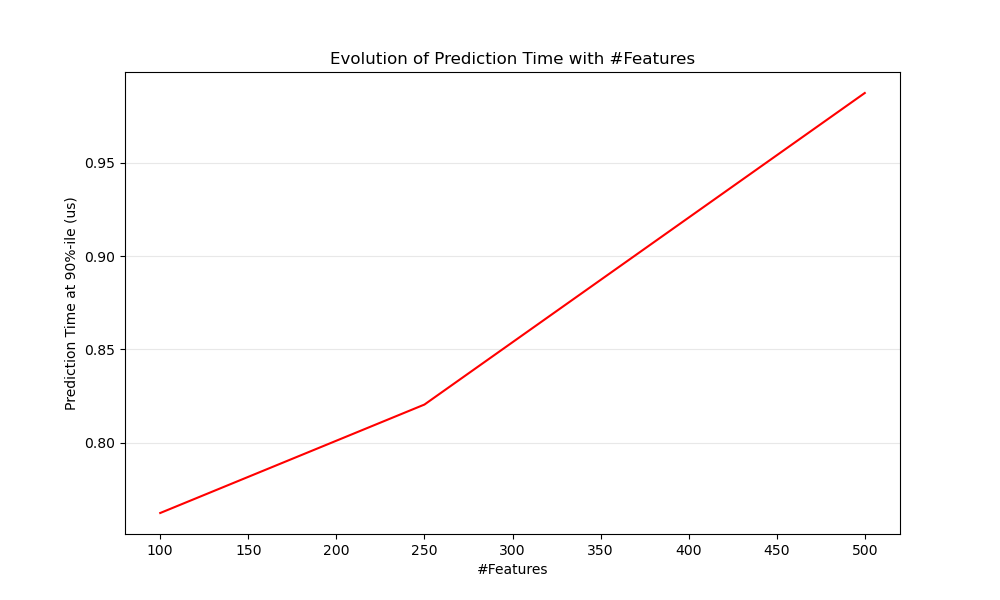 Evolution of Prediction Time with #Features
Prediction Time at 90%-ile (us)
0.95
0.90
0.85
0.80
100 150 200 250 300 350 400 450 500
#Features